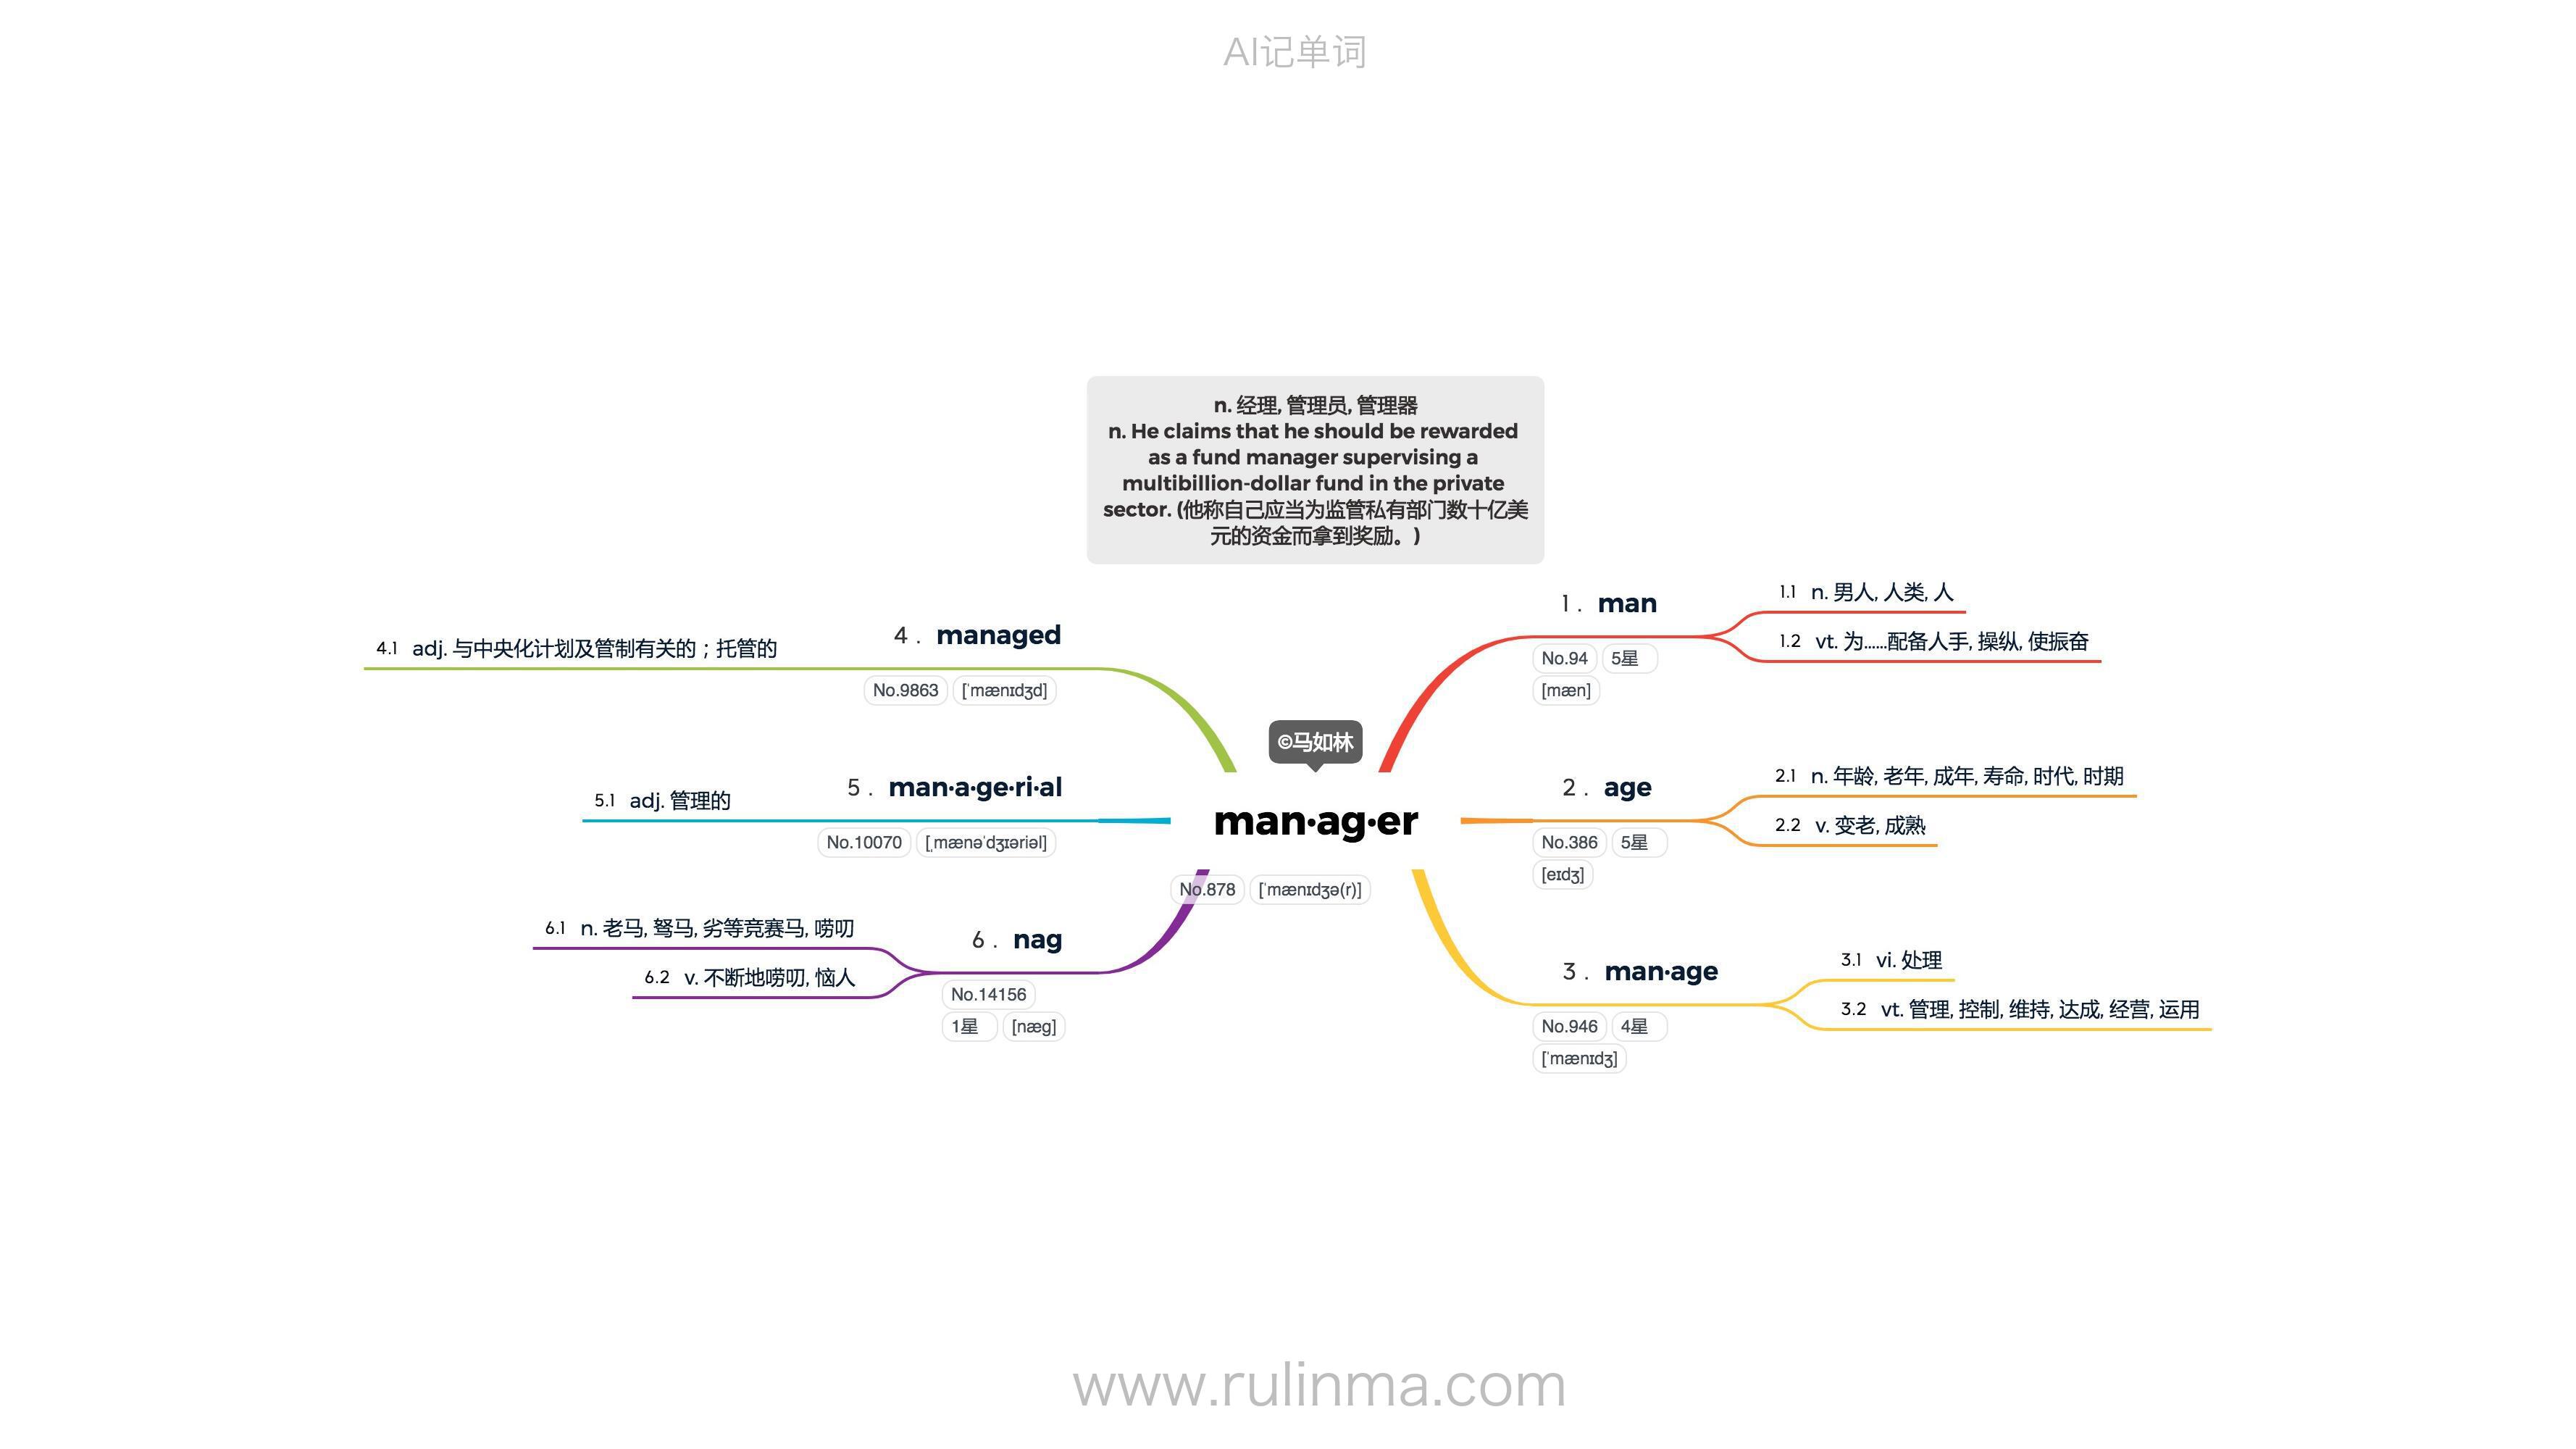 AI记单词
n. 经理, 管理员, 管理器
n. He claims that he should be rewarded
as a fund manager supervising a
multibillion-dollar fund in the private
sector. (他称自己应当为监管私有部门数十亿美
元的资金而拿到奖励。)
©马如林
man·ag·er
No.878 [ˈmænɪdʒə(r)]
1 . man
No.94 5星
[mæn]
1.1 n. 男人, 人类, 人
1.2 vt. 为……配备人手, 操纵, 使振奋
2 . age
No.386 5星
[eɪdʒ]
2.1 n. 年龄, 老年, 成年, 寿命, 时代, 时期
2.2 v. 变老, 成熟
3 . man·age
No.946 4星
[ˈmænɪdʒ]
3.1 vi. 处理
3.2 vt. 管理, 控制, 维持, 达成, 经营, 运用
4 . managed
No.9863 [ˈmænɪdʒd]
4.1 adj. 与中央化计划及管制有关的；托管的
5 . man·a·ge·ri·al
No.10070 [ˌmænəˈdʒɪəriəl]
5.1 adj. 管理的
6 . nag
No.14156
1星 [næɡ]
6.1 n. 老马, 驽马, 劣等竞赛马, 唠叨
6.2 v. 不断地唠叨, 恼人
www.rulinma.com